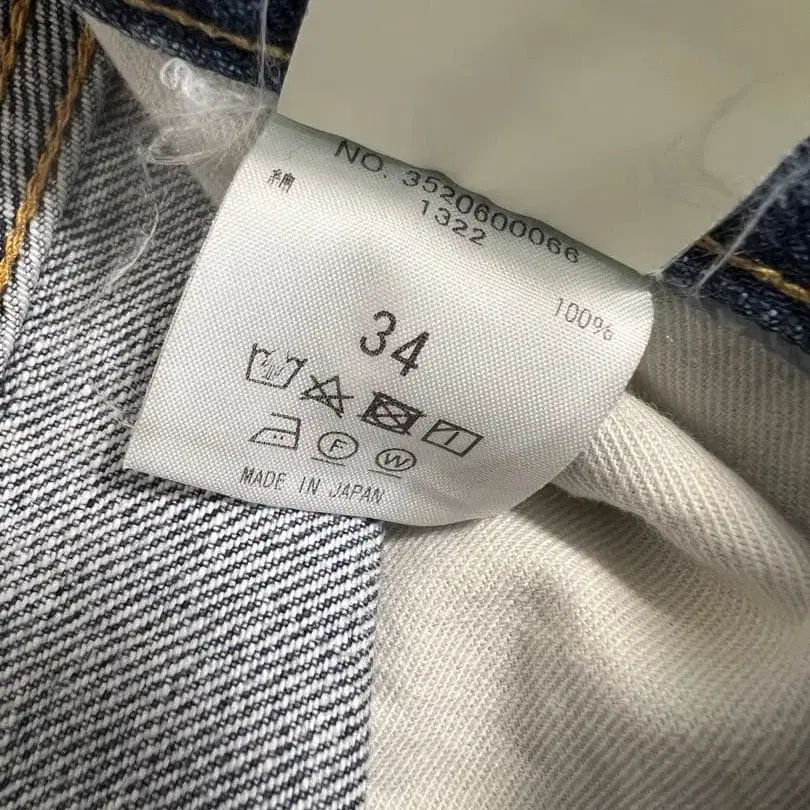 NO. 3520600066
1322
綿 100%
34
F W
MADE IN JAPAN